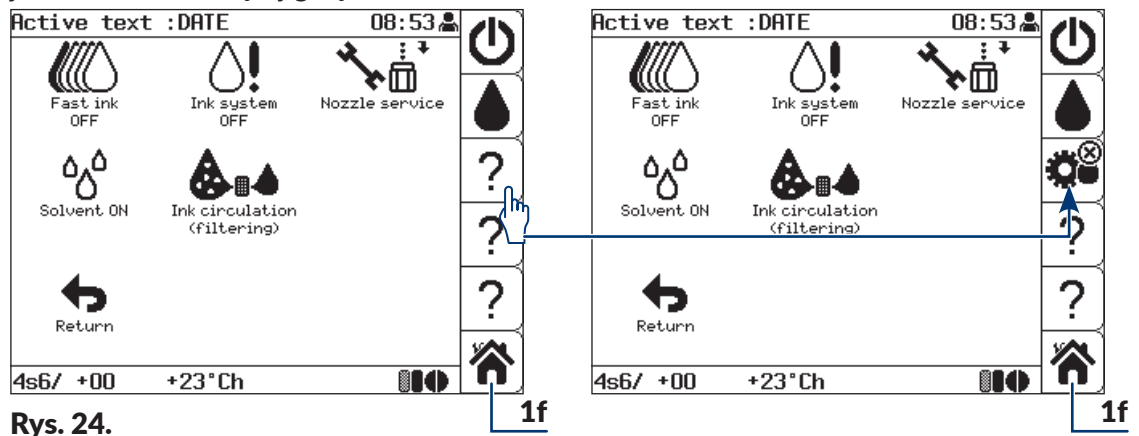 Active text :DATE 08:53
Fast ink
OFF
Ink system
OFF
Nozzle service
?
Solvent ON
Ink circulation
(filtering)
?
?
Return
4s6/ +00 +23°Ch
1f
Active text :DATE 08:53
Fast ink
OFF
Ink system
OFF
Nozzle service
Solvent ON
Ink circulation
(filtering)
?
?
Return
4s6/ +00 +23°Ch
1f
Rys. 24.